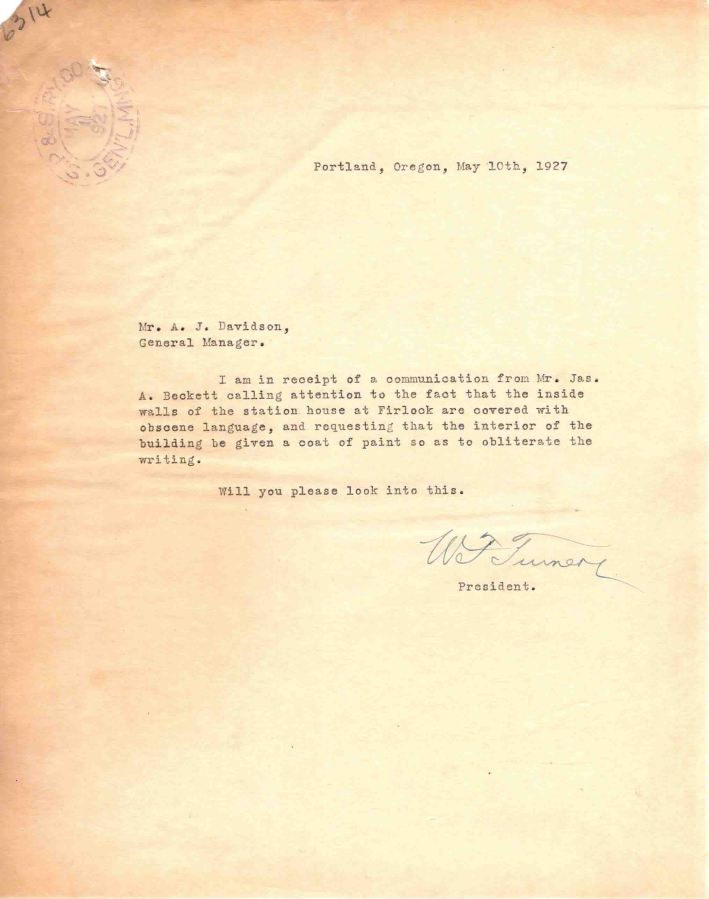 6314
S. P. & S. RY. CO.
MAY
11
1927
GEN'L. MNG
Portland, Oregon, May 10th, 1927
Mr. A. J. Davidson,
General Manager.
I am in receipt of a communication from Mr. Jas.
A. Beckett calling attention to the fact that the inside
walls of the station house at Firlock are covered with
obscene language, and requesting that the interior of the
building be given a coat of paint so as to obliterate the
writing.
Will you please look into this.
W F Turner
President.